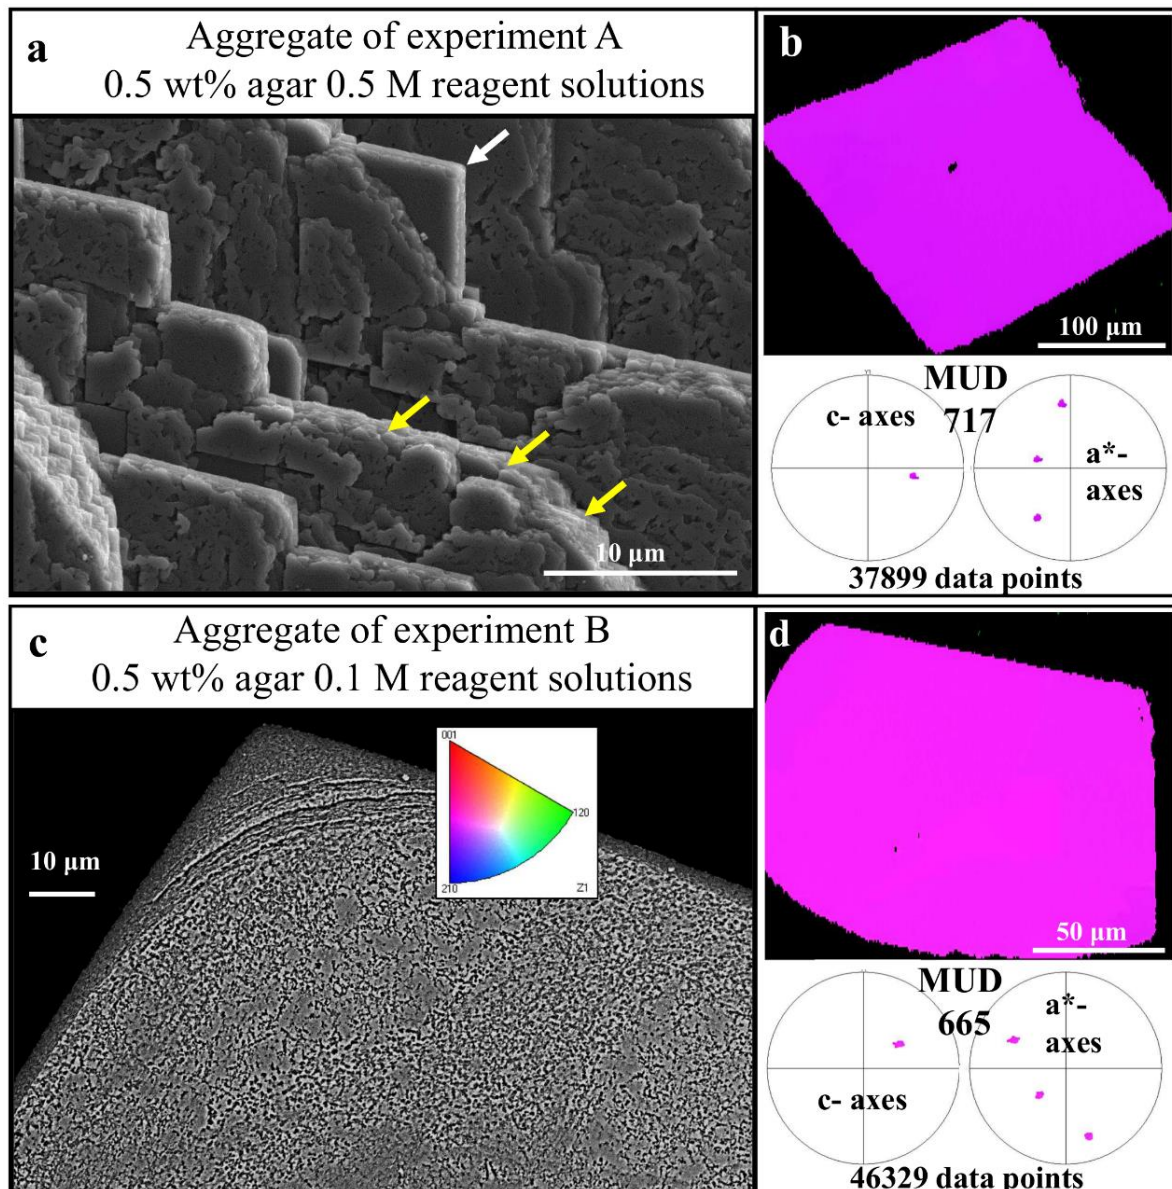 a
Aggregate of experiment A
0.5 wt% agar 0.5 M reagent solutions
10 µm
b
100 µm
MUD
717
c- axes
a*-
axes
37899 data points
c
Aggregate of experiment B
0.5 wt% agar 0.1 M reagent solutions
10 µm
001
120
210
Z1
d
50 µm
MUD
665
a*-
axes
c- axes
46329 data points